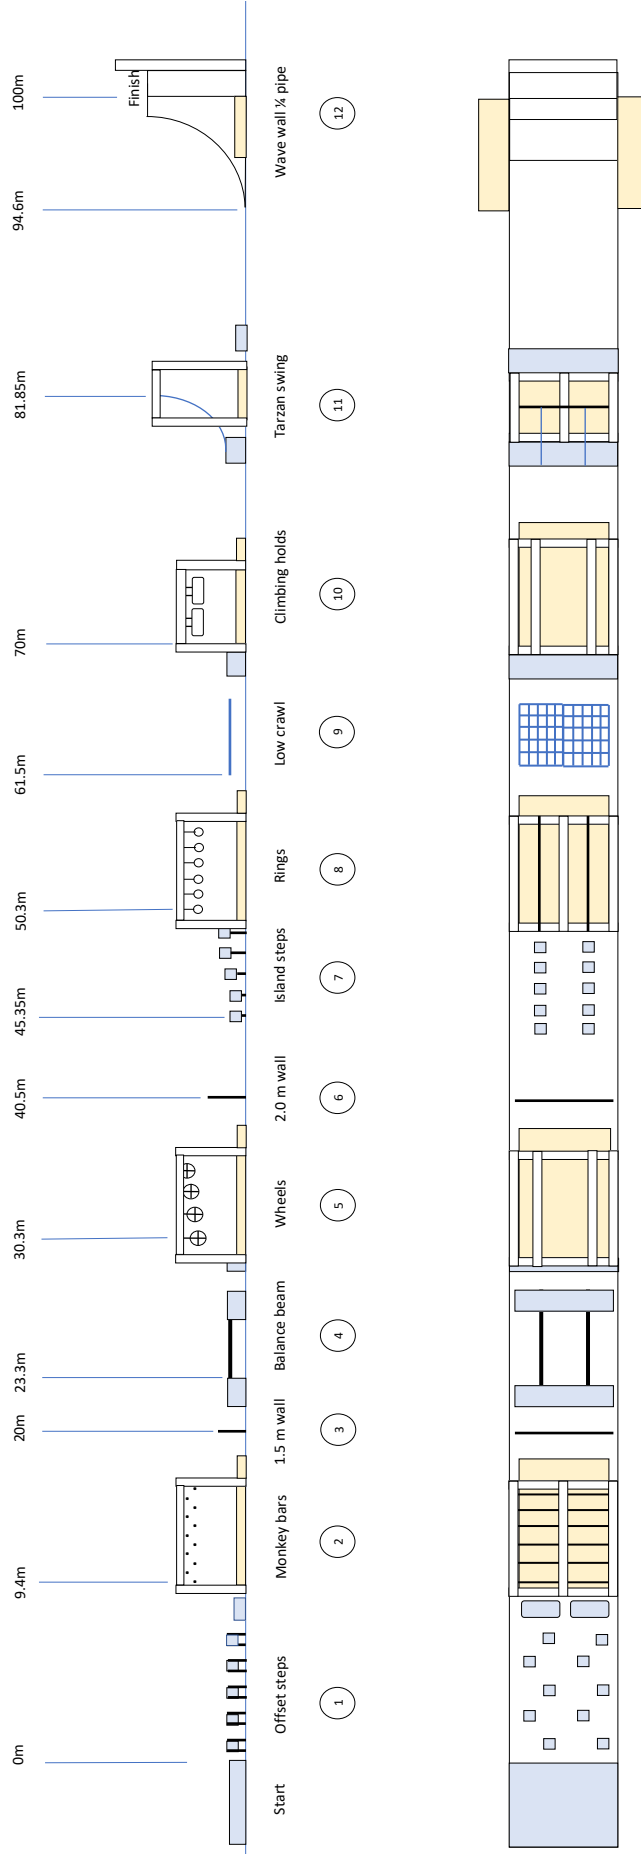 0m
9.4m
20m
23.3m
30.3m
40.5m
45.35m
50.3m
61.5m
70m
81.85m
94.6m
100m
Finish
Start
Offset steps
Monkey bars
1.5 m wall
Balance beam
Wheels
2.0 m wall
Island steps
Rings
Low crawl
Climbing holds
Tarzan swing
Wave wall ¼ pipe
1
2
3
4
5
6
7
8
9
10
11
12